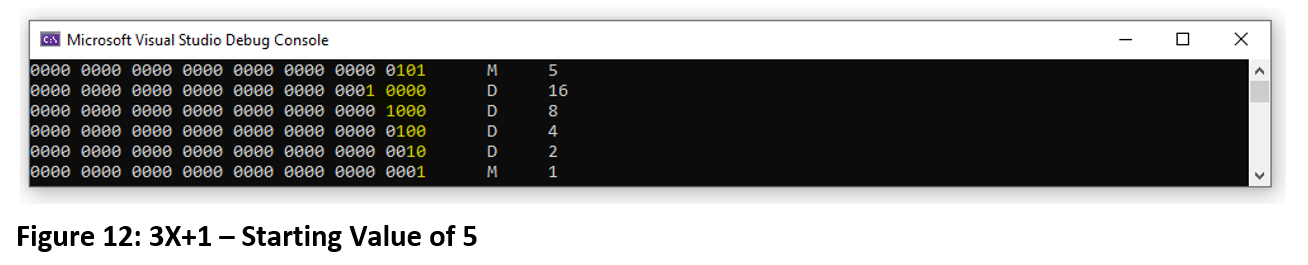 Microsoft Visual Studio Debug Console
0000 0000 0000 0000 0000 0000 0000 0101 M 5
0000 0000 0000 0000 0000 0000 0001 0000 D 16
0000 0000 0000 0000 0000 0000 0000 1000 D 8
0000 0000 0000 0000 0000 0000 0000 0100 D 4
0000 0000 0000 0000 0000 0000 0000 0010 D 2
0000 0000 0000 0000 0000 0000 0000 0001 M 1
Figure 12: 3X+1 – Starting Value of 5